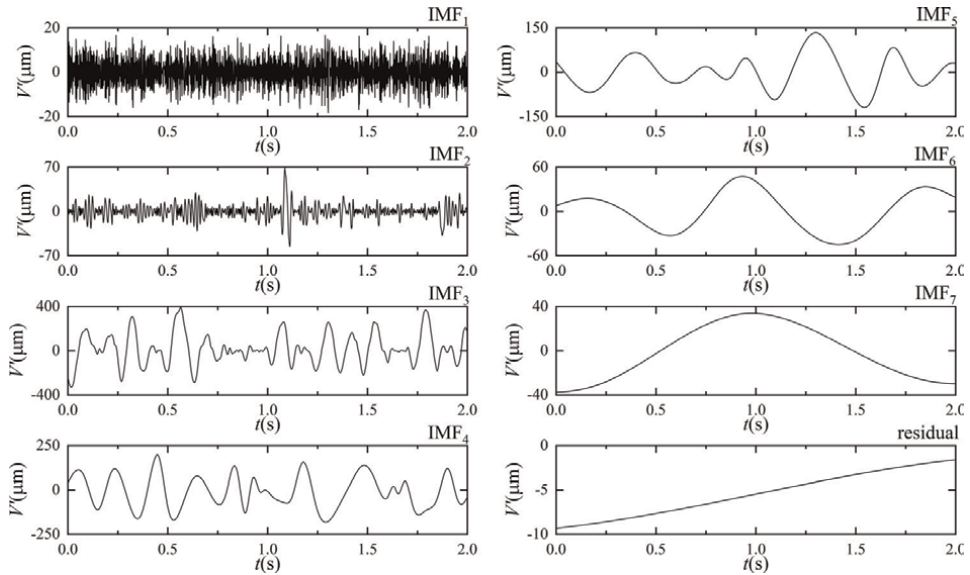 IMF₁
20
0
-20
V'(μm)
0.0 0.5 1.0 1.5 2.0
t(s)
IMF₂
70
0
-70
V'(μm)
0.0 0.5 1.0 1.5 2.0
t(s)
IMF₃
400
0
-400
V'(μm)
0.0 0.5 1.0 1.5 2.0
t(s)
IMF₄
250
0
-250
V'(μm)
0.0 0.5 1.0 1.5 2.0
t(s)
IMF₅
150
0
-150
V'(μm)
0.0 0.5 1.0 1.5 2.0
t(s)
IMF₆
60
0
-60
V'(μm)
0.0 0.5 1.0 1.5 2.0
t(s)
IMF₇
40
0
-40
V'(μm)
0.0 0.5 1.0 1.5 2.0
t(s)
residual
0
-5
-10
V'(μm)
0.0 0.5 1.0 1.5 2.0
t(s)